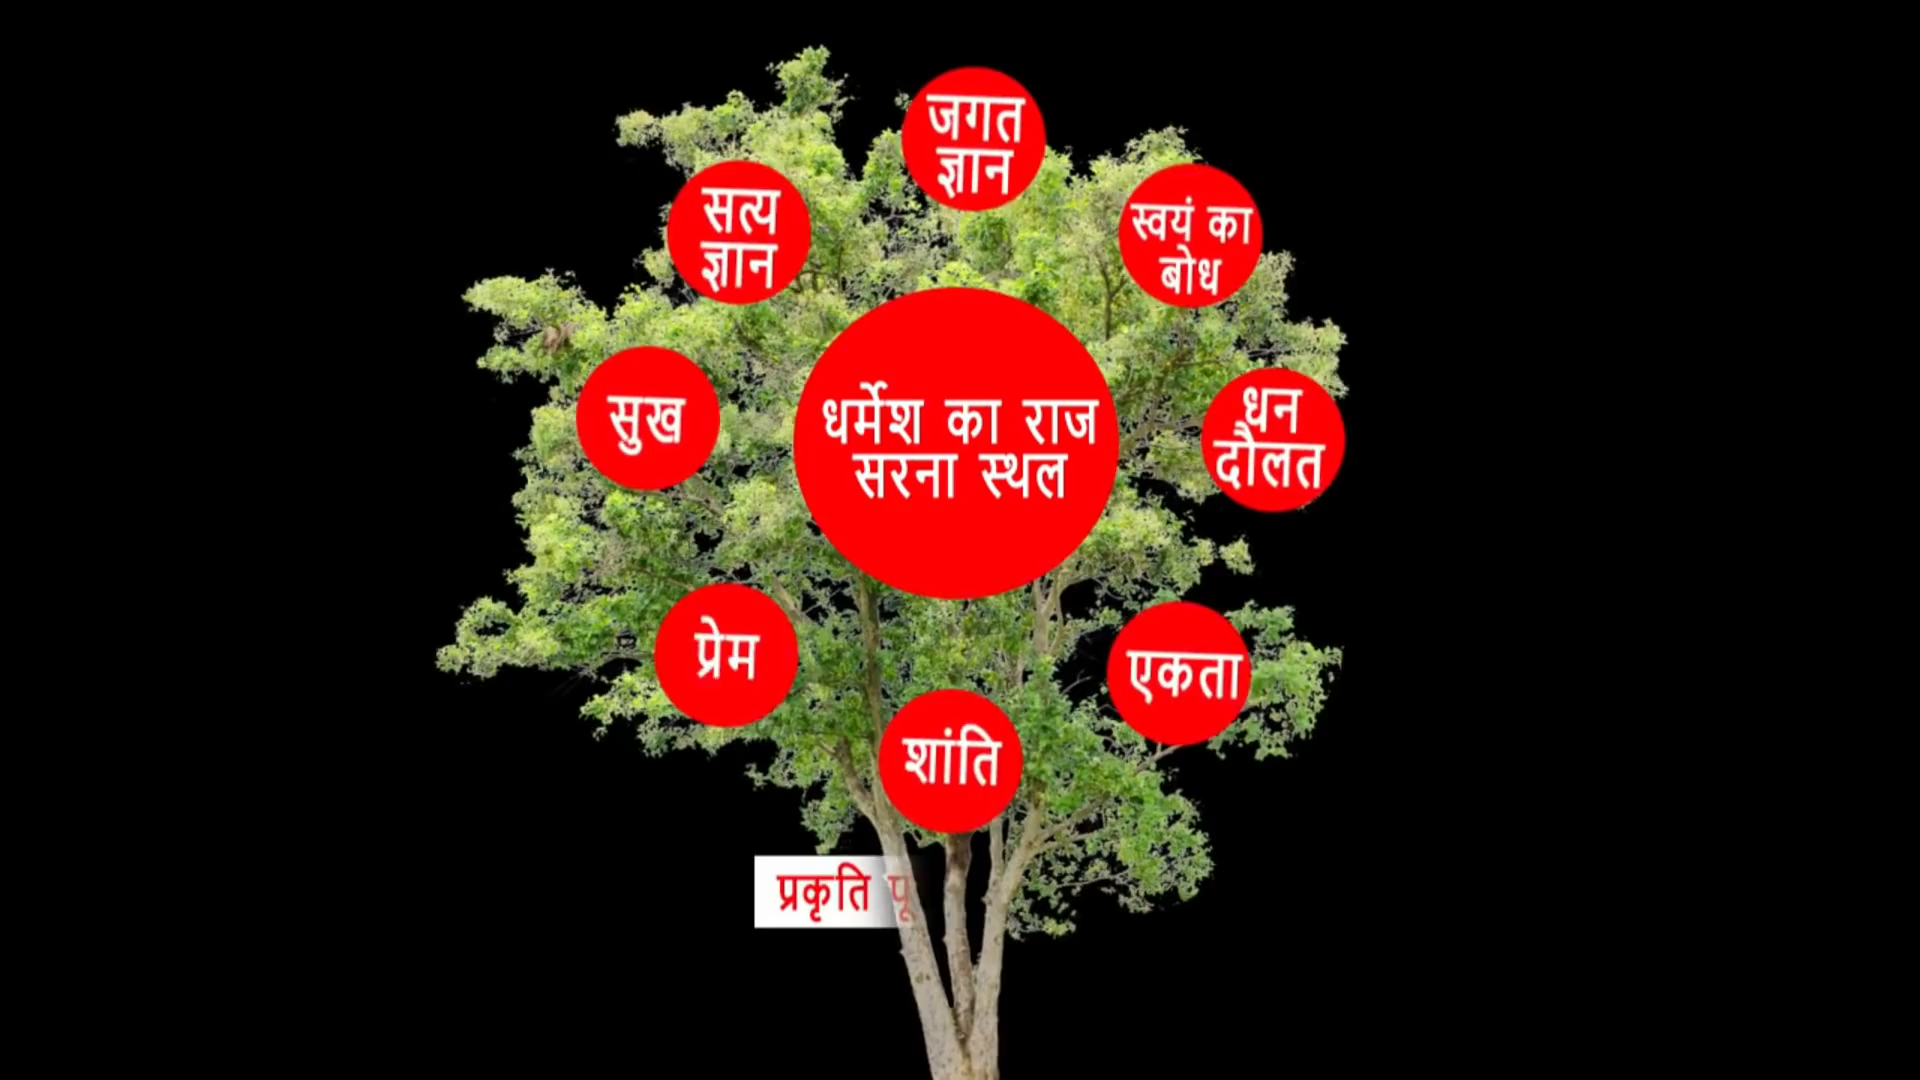 जगत
ज्ञान
सत्य
ज्ञान
स्वयं का
बोध
सुख
धर्मेश का राज
सरना स्थल
धन
दौलत
प्रेम
एकता
शांति
प्रकृति